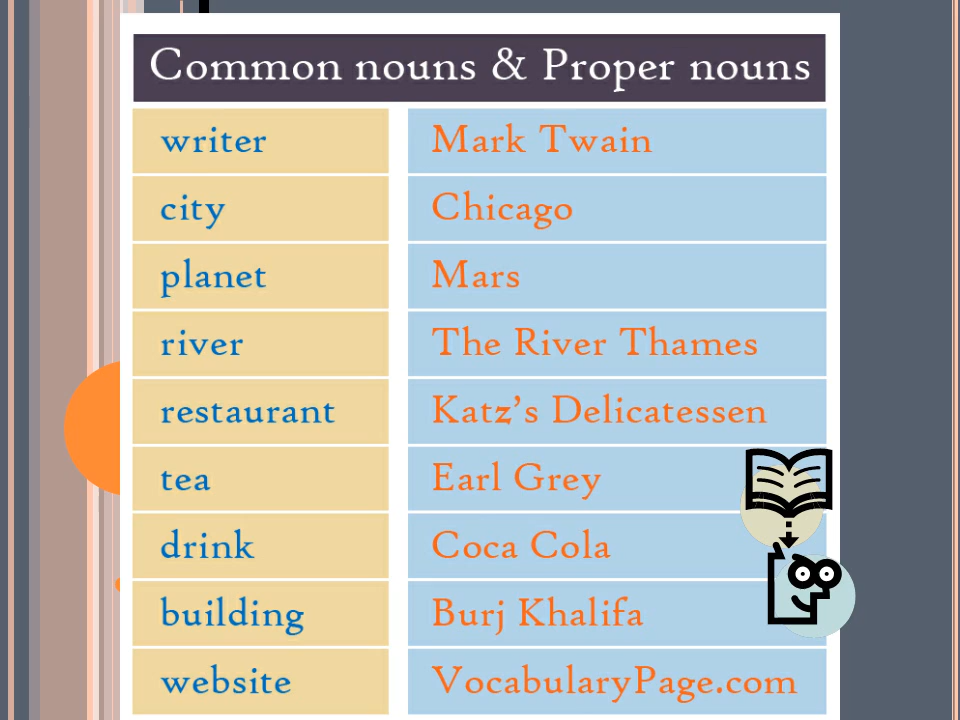 Common nouns & Proper nouns
writer Mark Twain
city Chicago
planet Mars
river The River Thames
restaurant Katz’s Delicatessen
tea Earl Grey
drink Coca Cola
building Burj Khalifa
website VocabularyPage.com